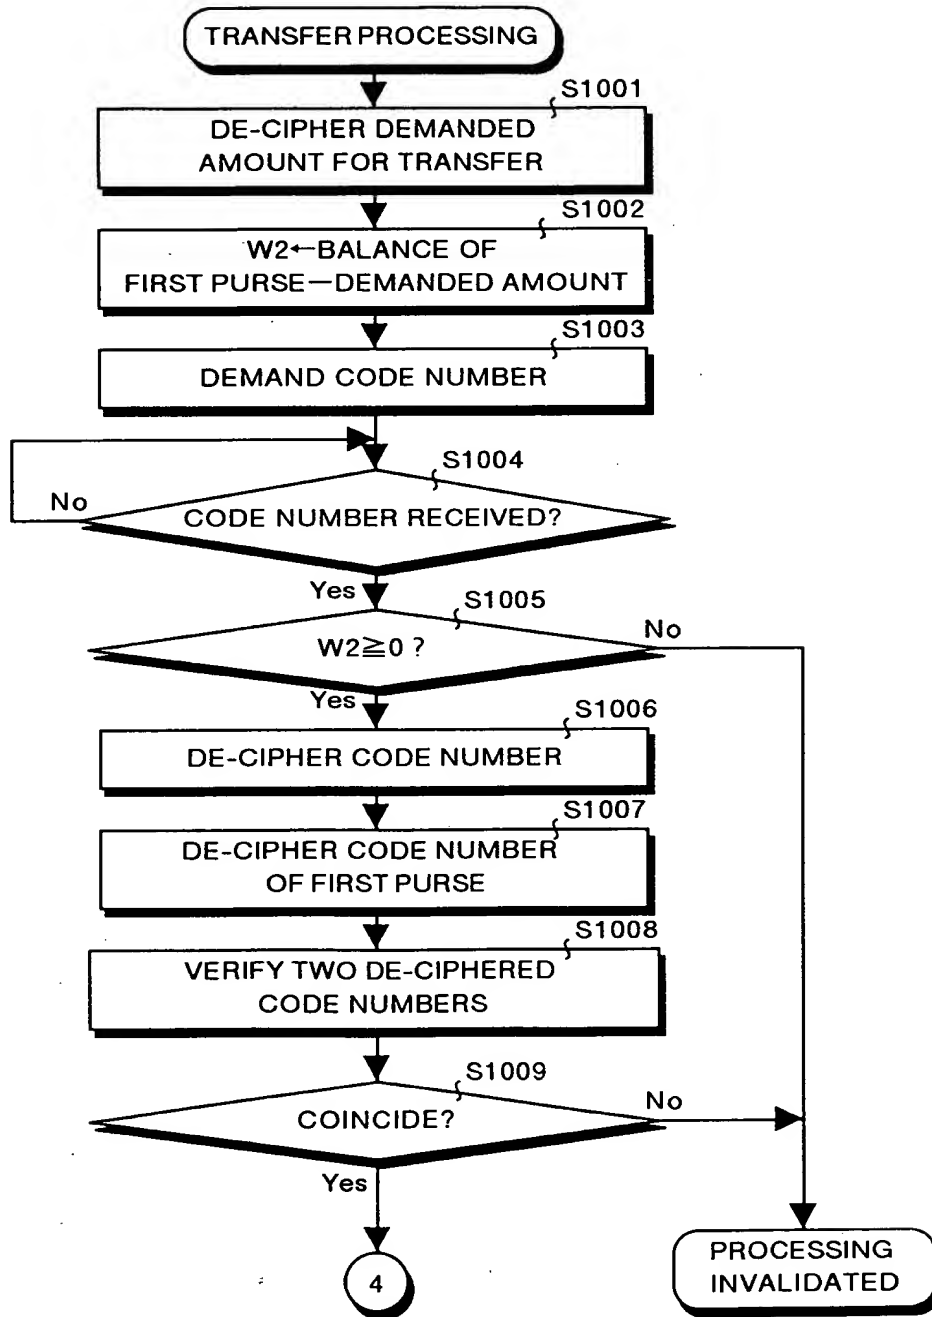 TRANSFER PROCESSING
S1001
DE-CIPHER DEMANDED
AMOUNT FOR TRANSFER
S1002
W2←BALANCE OF
FIRST PURSE—DEMANDED AMOUNT
S1003
DEMAND CODE NUMBER
S1004
No
CODE NUMBER RECEIVED?
Yes
S1005
No
W2≧0 ?
Yes
S1006
DE-CIPHER CODE NUMBER
S1007
DE-CIPHER CODE NUMBER
OF FIRST PURSE
S1008
VERIFY TWO DE-CIPHERED
CODE NUMBERS
S1009
No
COINCIDE?
Yes
4
PROCESSING
INVALIDATED